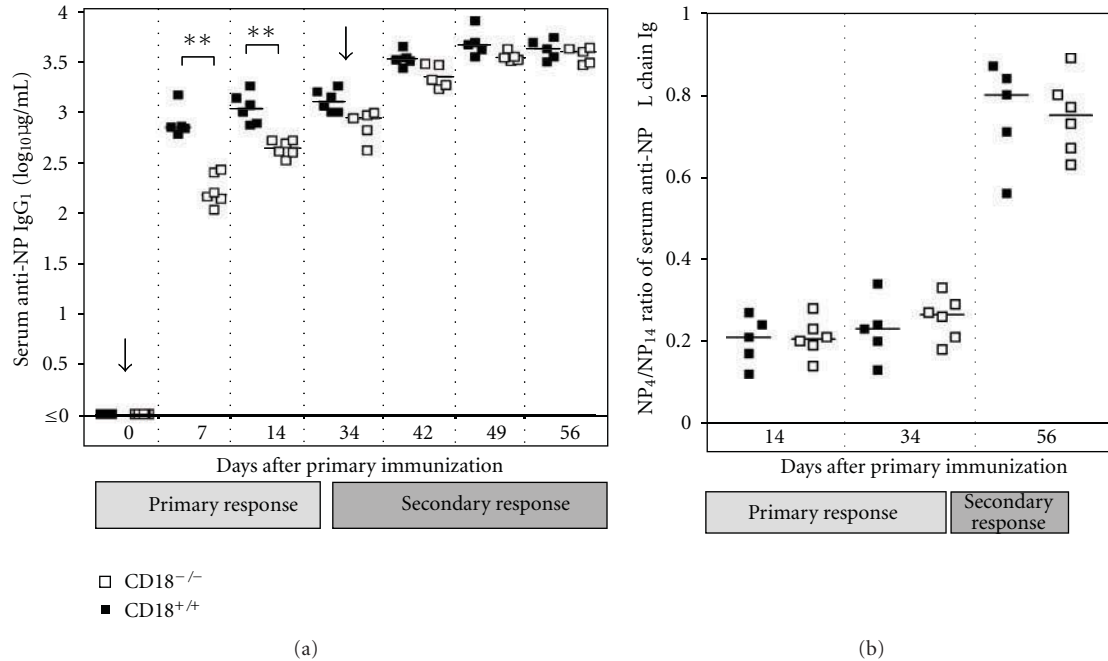 Serum anti-NP IgG₁ (log₁₀μg/mL)
4
3.5
3
2.5
2
1.5
1
0.5
≦0
** **
0 7 14 34 42 49 56
Days after primary immunization
Primary response Secondary response
□ CD18⁻/⁻
■ CD18⁺/⁺
(a)
NP₄/NP₁₄ ratio of serum anti-NP L chain Ig
1
0.8
0.6
0.4
0.2
0
14 34 56
Days after primary immunization
Primary response
Secondary
response
(b)